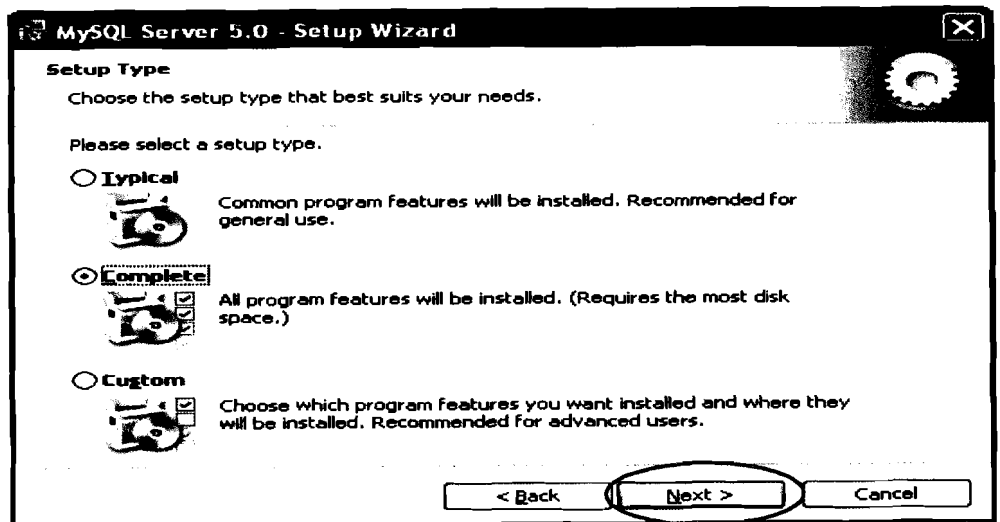 MySQL Server 5.0 - Setup Wizard
Setup Type
Choose the setup type that best suits your needs.
Please select a setup type.
Typical
Common program features will be installed. Recommended for
general use.
Complete
All program features will be installed. (Requires the most disk
space.)
Custom
Choose which program features you want installed and where they
will be installed. Recommended for advanced users.
< Back
Next >
Cancel